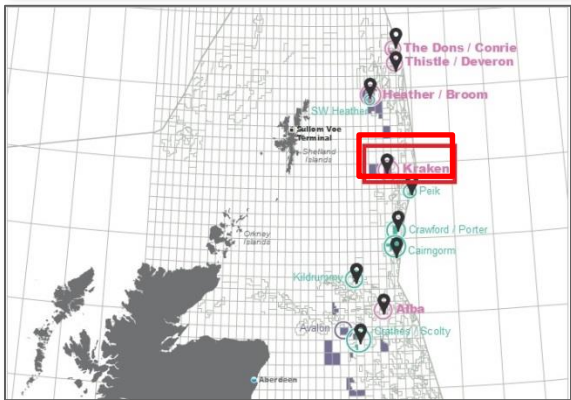 The Dons / Conrie
Thistle / Deveron
Heather / Broom
SW Heather
Sullom Voe
Terminal
Shetland
Islands
Kraken
Peik
Crawford / Porter
Orkney
Islands
Cairngorm
Kildrummy
Alba
Avalon
Crathes / Scolty
Aberdeen